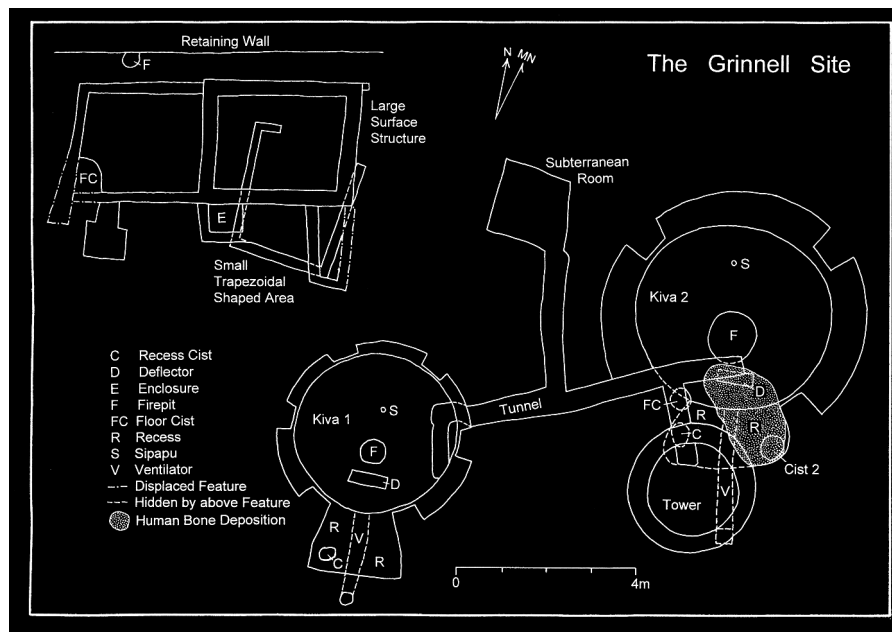 Retaining Wall
F
N
MN
The Grinnell Site
Large
Surface
Structure
Subterranean
Room
FC
E
Small
Trapezoidal
Shaped Area
S
Kiva 2
F
C Recess Cist
D Deflector
E Enclosure
F Firepit
FC Floor Cist
R Recess
S Sipapu
V Ventilator
Displaced Feature
Hidden by above Feature
Human Bone Deposition
Kiva 1
S
F
D
R
V
C
R
Tunnel
FC
R
C
D
R
Cist 2
Tower
V
0
4m